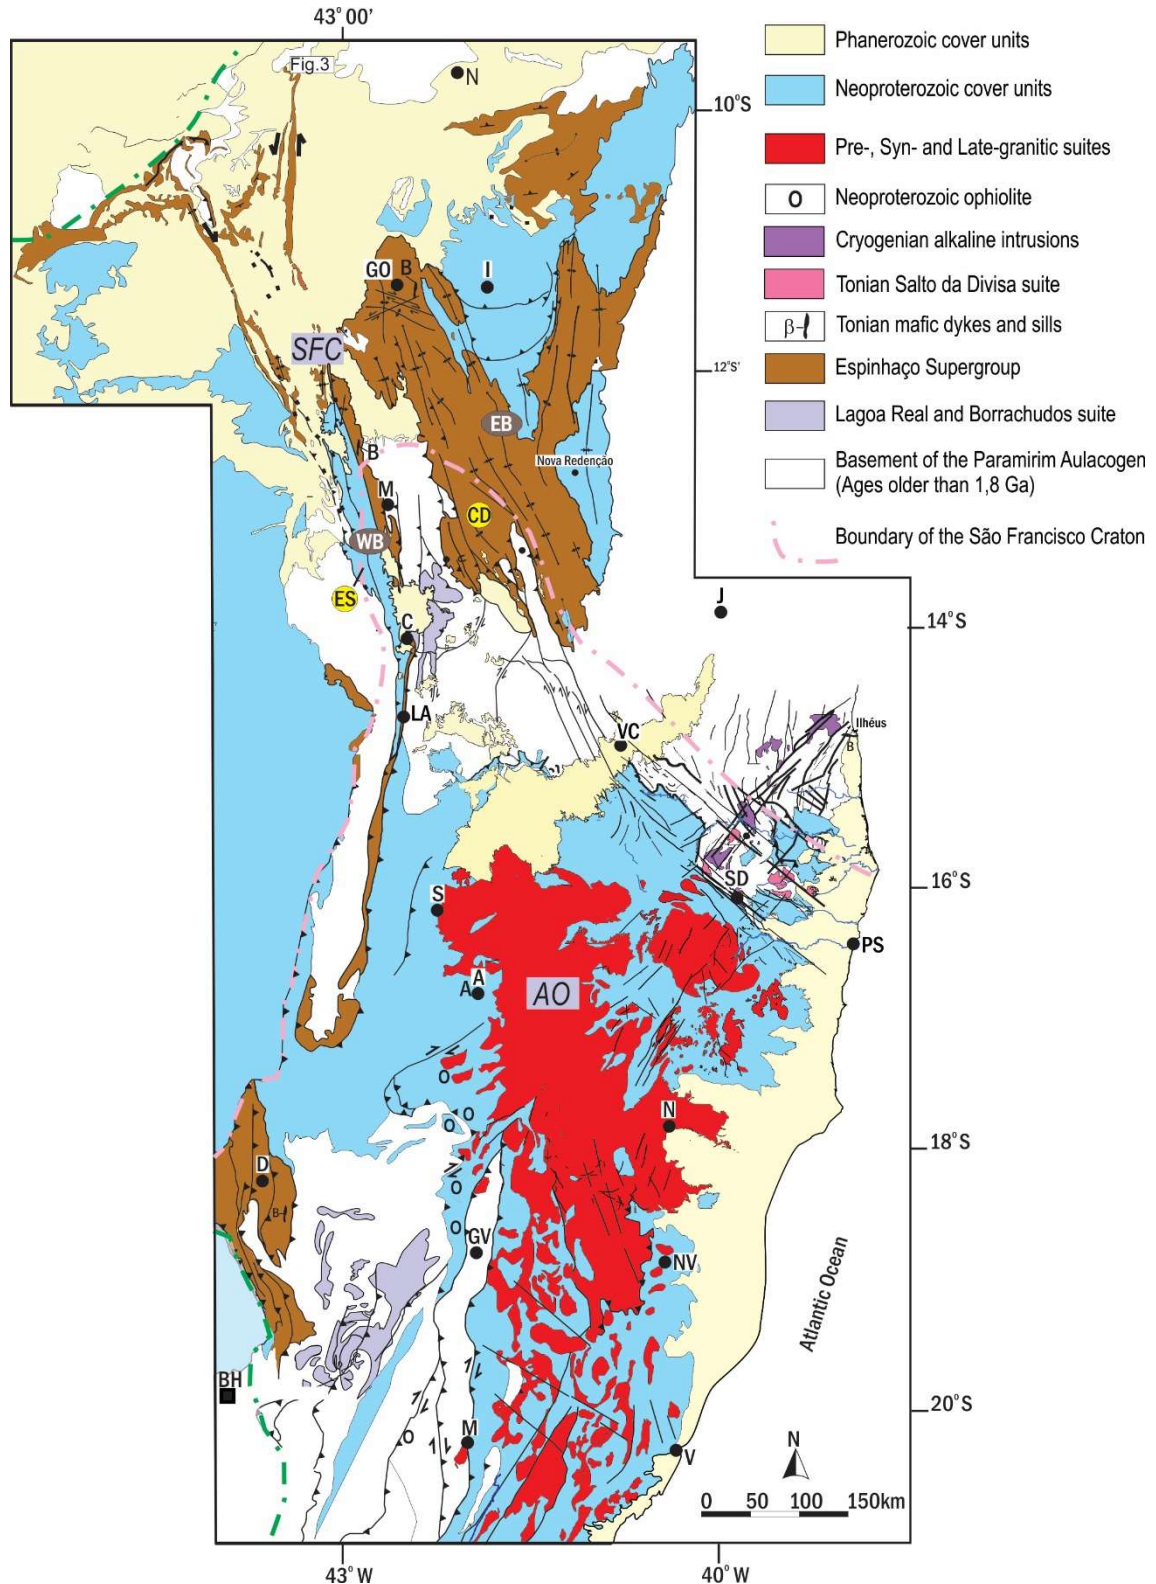 43°00'
Fig.3
N
10°S
GO
B
I
SFC
12°S'
EB
B
Nova Redenção
M
CD
WB
ES
J
C
14°S
LA
VC
Ilhéus
B
SD
16°S
S
PS
A
A
AO
O
N
O
O
18°S
D
O
B
O
GV
NV
Atlantic Ocean
BH
20°S
O
M
V
N
0 50 100 150km
43°W
40°W
Phanerozoic cover units
Neoproterozoic cover units
Pre-, Syn- and Late-granitic suites
O Neoproterozoic ophiolite
Cryogenian alkaline intrusions
Tonian Salto da Divisa suite
β- Tonian mafic dykes and sills
Espinhaço Supergroup
Lagoa Real and Borrachudos suite
Basement of the Paramirim Aulacogen
(Ages older than 1,8 Ga)
Boundary of the São Francisco Craton